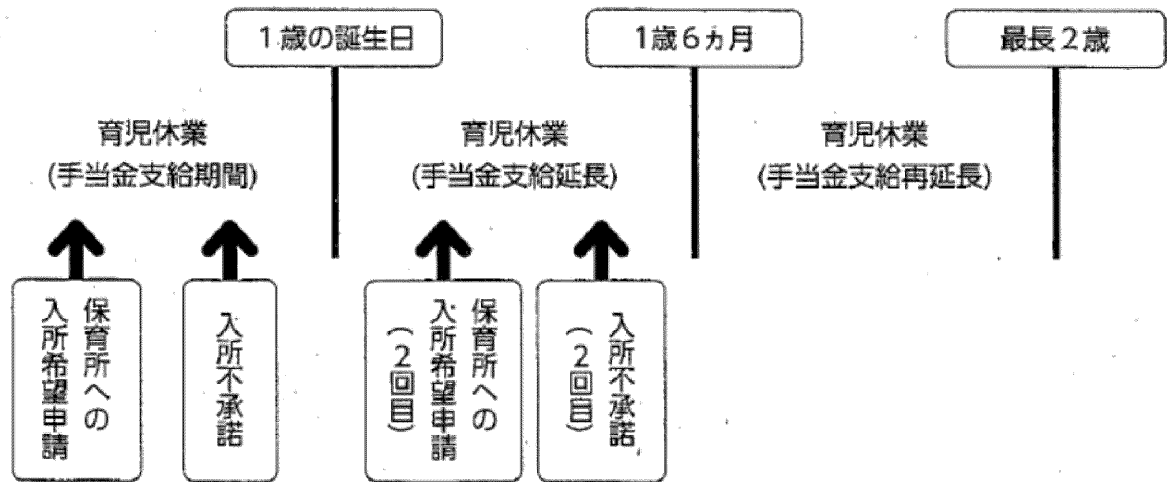 1歳の誕生日
1歳6ヵ月
最長2歳
育児休業
(手当金支給期間)
育児休業
(手当金支給延長)
育児休業
(手当金支給再延長)
保育所への
入所希望申請
入所不承諾
保育所への
入所希望申請
(2回目)
入所不承諾
(2回目)